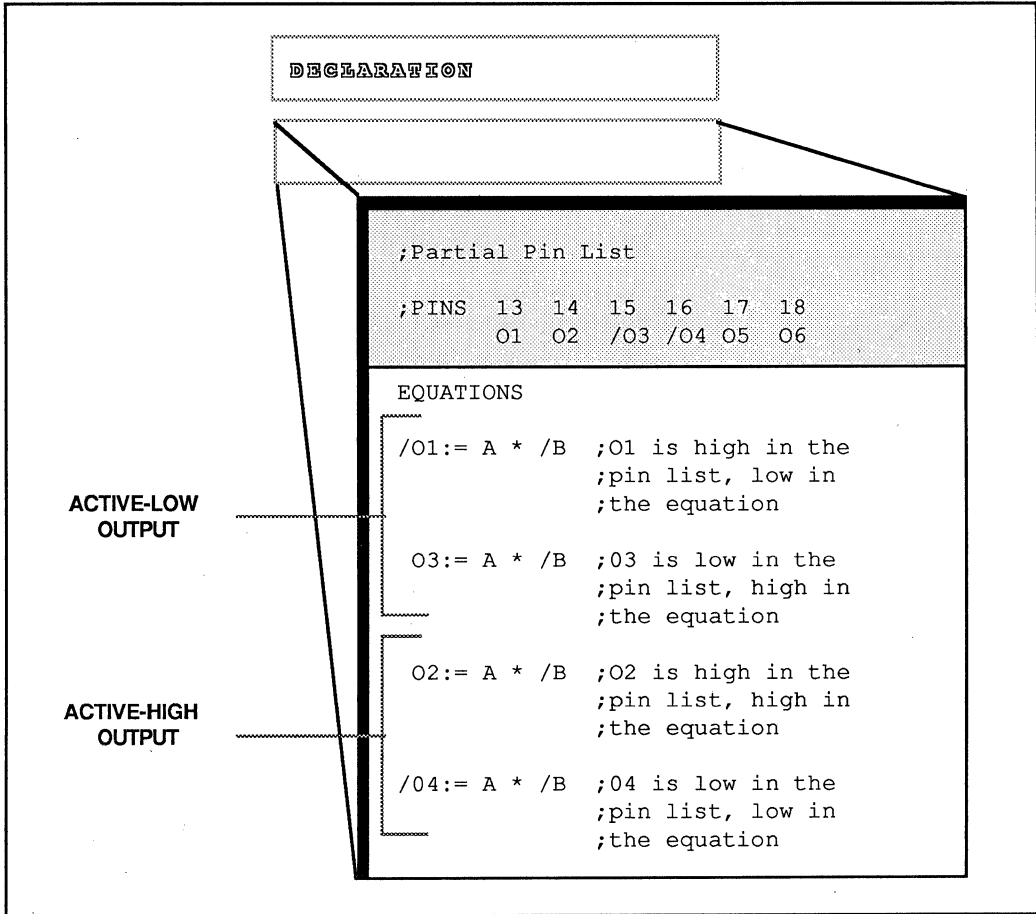 DECLARATION
;Partial Pin List
;PINS 13 14 15 16 17 18
O1 O2 /O3 /O4 O5 O6
EQUATIONS
/O1:= A * /B ;O1 is high in the
;pin list, low in
;the equation
ACTIVE-LOW
OUTPUT
O3:= A * /B ;03 is low in the
;pin list, high in
;the equation
O2:= A * /B ;O2 is high in the
;pin list, high in
;the equation
ACTIVE-HIGH
OUTPUT
/04:= A * /B ;04 is low in the
;pin list, low in
;the equation